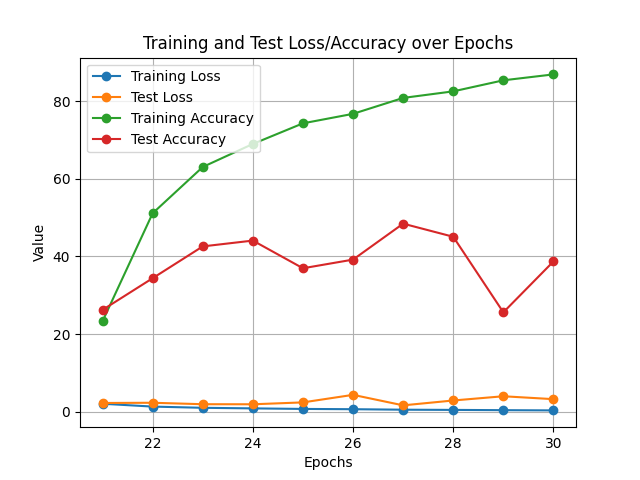 Training and Test Loss/Accuracy over Epochs
Training Loss
Test Loss
Training Accuracy
Test Accuracy
80
60
40
20
0
Value
22 24 26 28 30
Epochs